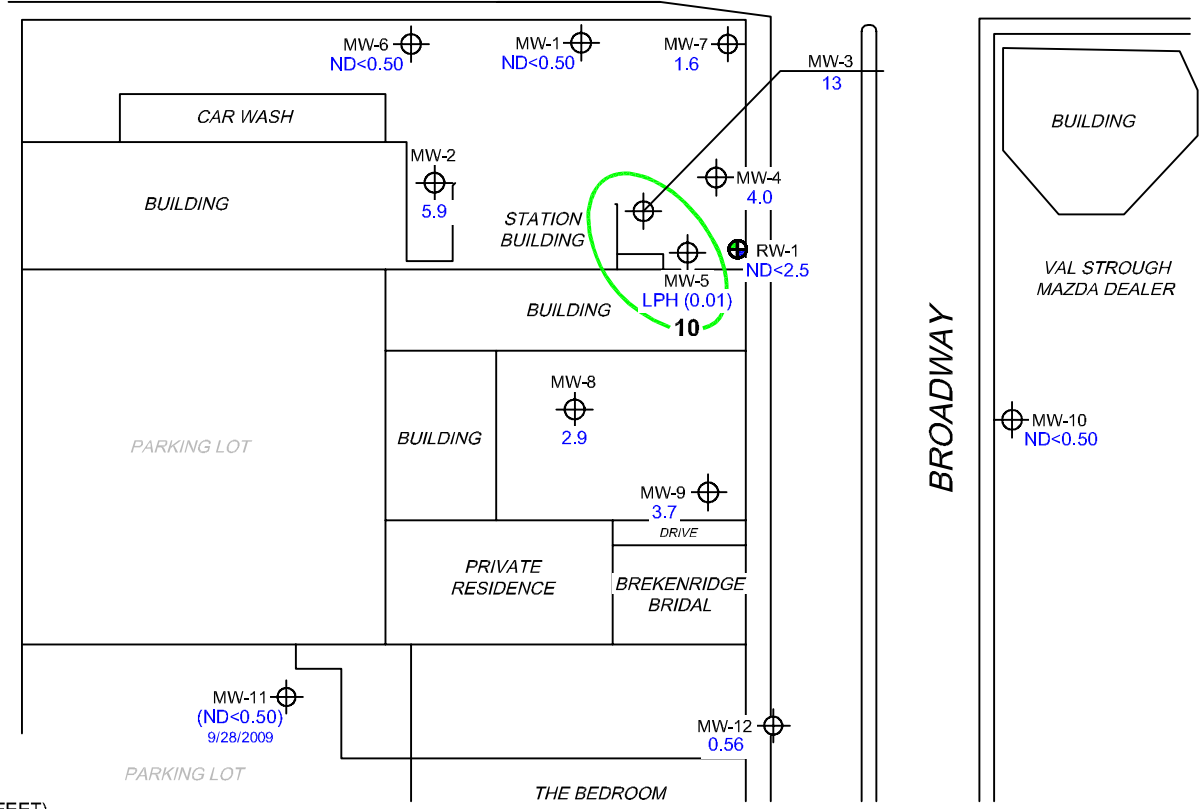 MW-6
ND<0.50
MW-1
ND<0.50
MW-7
1.6
MW-3
13
CAR WASH
BUILDING
MW-2
5.9
BUILDING
MW-4
4.0
STATION
BUILDING
RW-1
ND<2.5
MW-5
LPH (0.01)
10
BUILDING
VAL STROUGH
MAZDA DEALER
BROADWAY
MW-8
2.9
BUILDING
PARKING LOT
MW-10
ND<0.50
MW-9
3.7
DRIVE
PRIVATE
RESIDENCE
BREKENRIDGE
BRIDAL
MW-11
(ND<0.50)
9/28/2009
MW-12
0.56
PARKING LOT
THE BEDROOM
FEET)